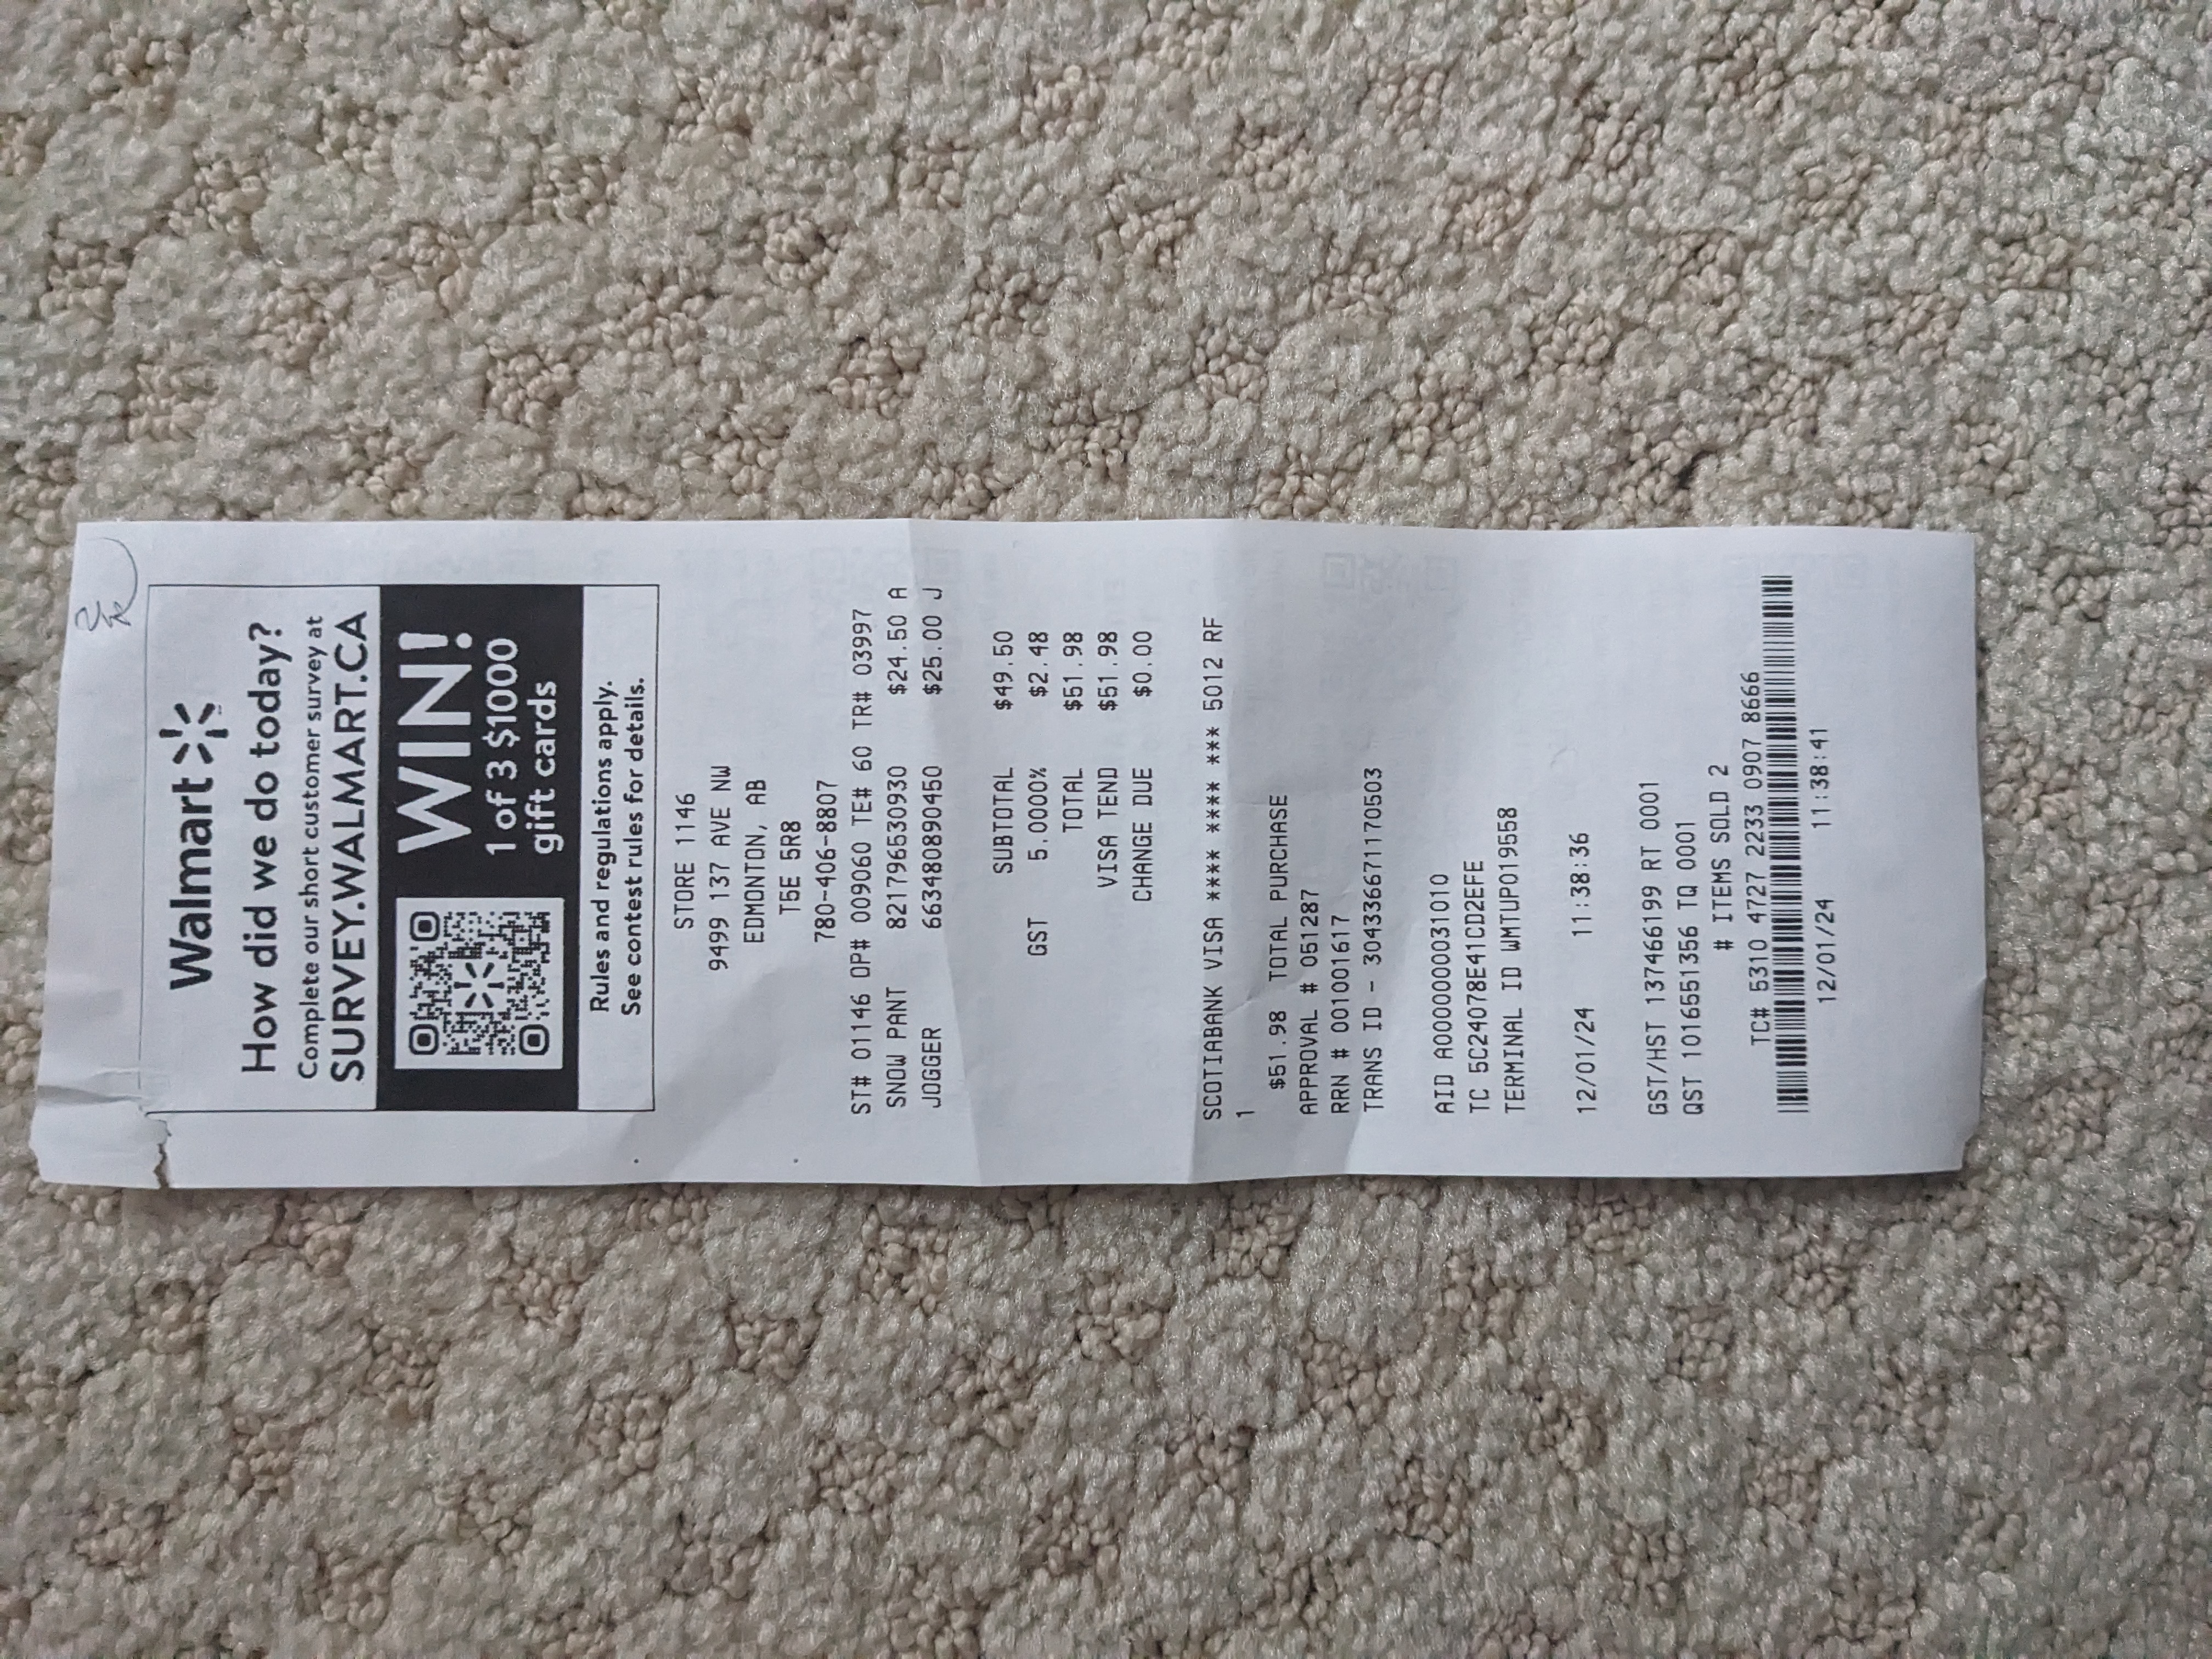 Walmart
How did we do today?
Complete our short customer survey at
SURVEY.WALMART.CA
WIN!
1 of 3 $1000
gift cards
Rules and regulations apply.
See contest rules for details.
STORE 1146
9499 137 AVE NW
EDMONTON, AB
T5E 5R8
780-406-8807
ST# 01146 OP# 009060 TE# 60 TR# 03997
SNOW PANT 821796530930 $24.50 A
JOGGER 663480890450 $25.00 J
SUBTOTAL $49.50
GST 5.0000% $2.48
TOTAL $51.98
VISA TEND $51.98
CHANGE DUE $0.00
SCOTIABANK VISA **** **** *** 5012 RF
1
$51.98 TOTAL PURCHASE
APPROVAL # 051287
RRN # 001001617
TRANS ID - 304336671170503
AID A0000000031010
TC 5C24078E41CD2EFE
TERMINAL ID WMTUP019558
12/01/24 11:38:36
GST/HST 137466199 RT 0001
QST 1016551356 TQ 0001
# ITEMS SOLD 2
TC# 5310 4727 2233 0907 8666
12/01/24 11:38:41